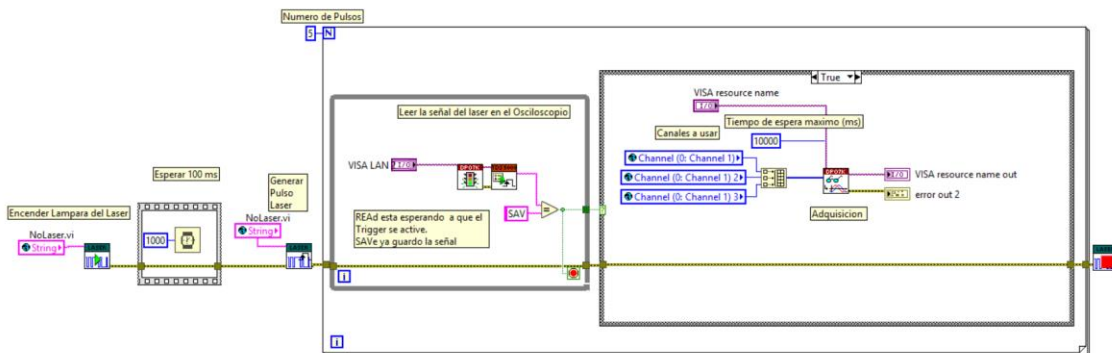 Numero de Pulsos
5
N
True
Leer la señal del laser en el Osciloscopio
VISA resource name
Tiempo de espera maximo (ms)
Canales a usar
10000
VISA LAN
I/O
Channel (0: Channel 1)
Channel (0: Channel 1) 2
Channel (0: Channel 1) 3
VISA resource name out
error out 2
Adquisicion
Esperar 100 ms
Generar
Pulso
Laser
Encender Lampara del Laser
NoLaser.vi
String
LASER
1000
NoLaser.vi
String
LASER
SAV
=
REAd esta esperando a que el
Trigger se active.
SAVe ya guardo la señal
i
i
LASER